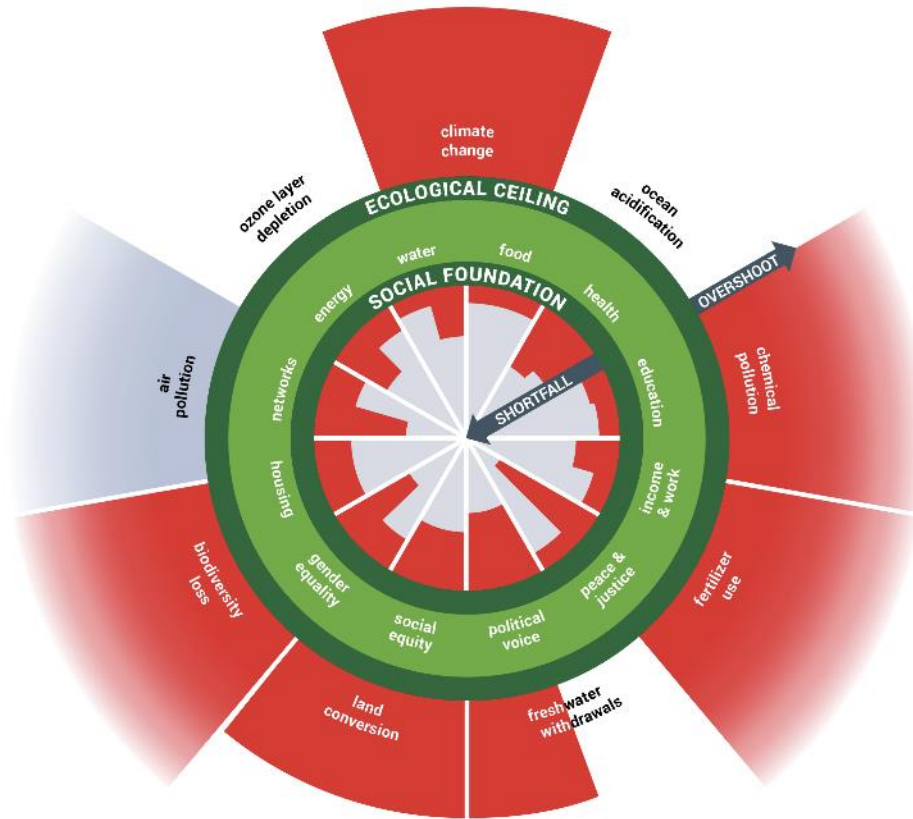 climate
change
ECOLOGICAL CEILING
ozone layer
depletion
ocean
acidification
OVERSHOOT
chemical
pollution
fertilizer
use
freshwater
withdrawals
land
conversion
biodiversity
loss
air
pollution
water
food
health
education
income
& work
peace &
justice
political
voice
social
equity
gender
equality
housing
networks
energy
SOCIAL FOUNDATION
SHORTFALL